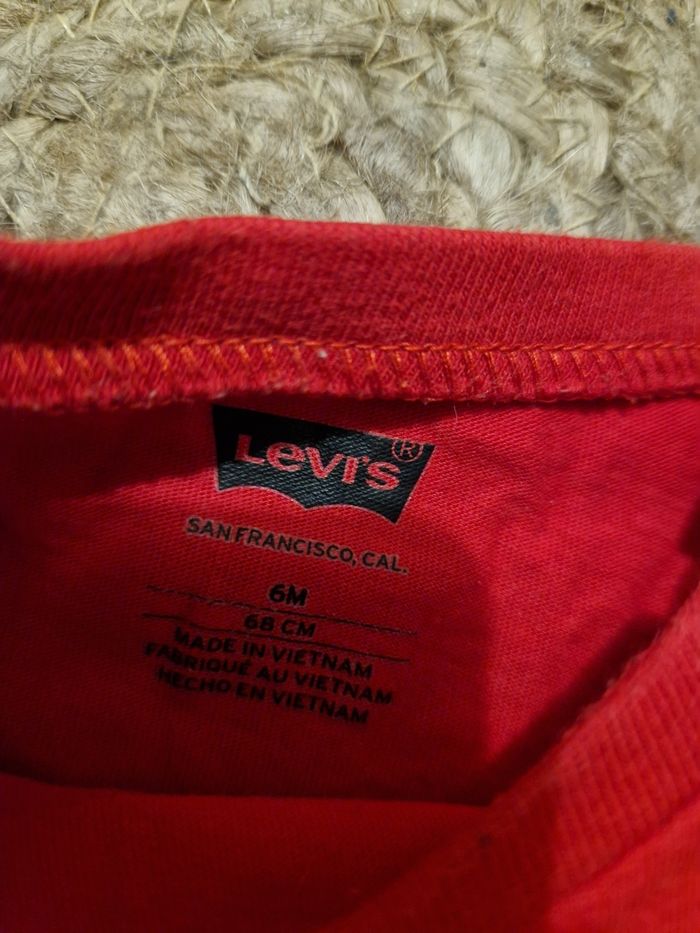 Levi's®
SAN FRANCISCO, CAL.
6M
68 CM
MADE IN VIETNAM
FABRIQUÉ AU VIETNAM
HECHO EN VIETNAM